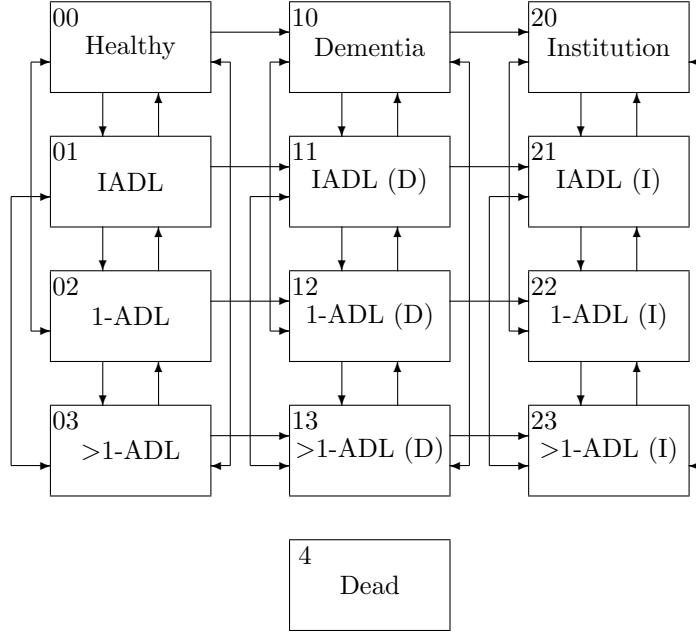 00 10 20
Healthy Dementia Institution
01 11 21
IADL IADL (D) IADL (I)
02 12 22
1-ADL 1-ADL (D) 1-ADL (I)
03 13 23
>1-ADL >1-ADL (D) >1-ADL (I)
4
Dead